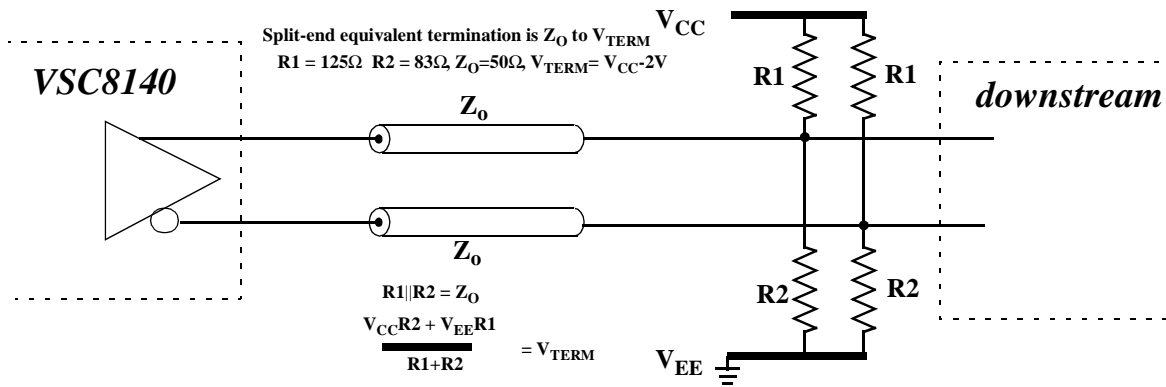 Split-end equivalent termination is ZO to VTERM
R1 = 125Ω R2 = 83Ω, ZO=50Ω, VTERM= VCC-2V
VCC
VSC8140
R1
R1
downstream
Zo
Zo
R2
R2
R1||R2 = ZO
VCCR2 + VEER1
R1+R2
= VTERM
VEE